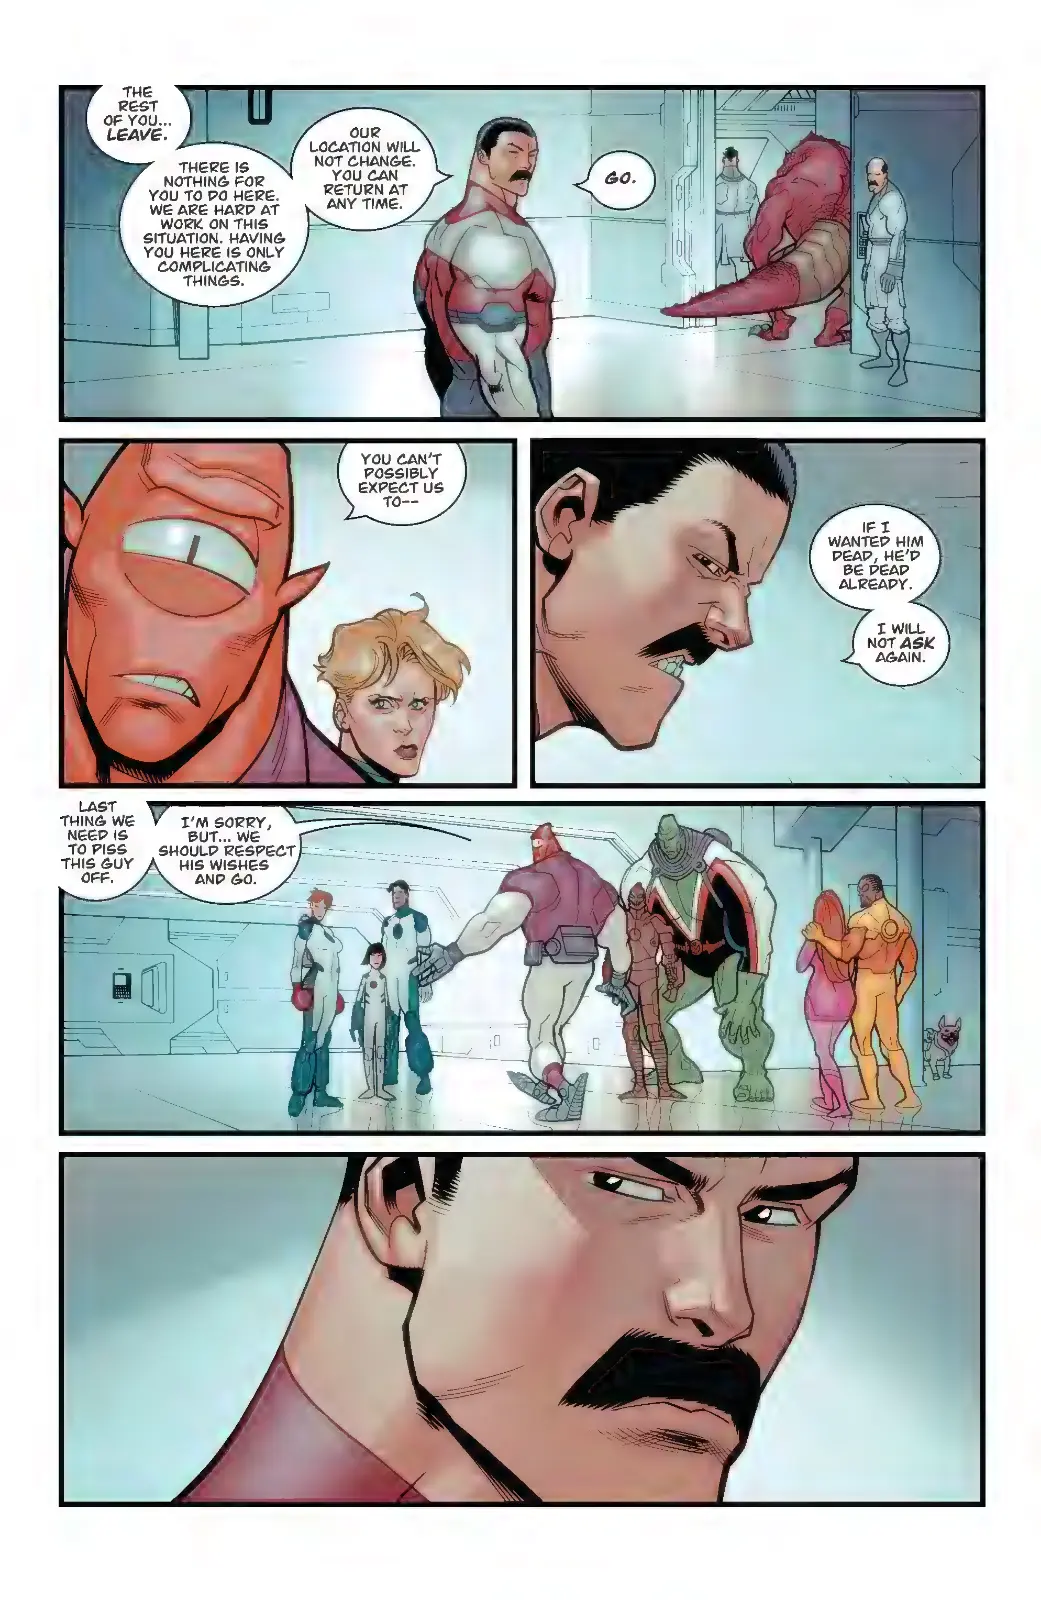 THE
REST
OF YOU...
LEAVE.
THERE IS
NOTHING FOR
YOU TO DO HERE.
WE ARE HARD AT
WORK ON THIS
SITUATION. HAVING
YOU HERE IS ONLY
COMPLICATING
THINGS.
OUR
LOCATION WILL
NOT CHANGE.
YOU CAN
RETURN AT
ANY TIME.
GO.
YOU CAN'T
POSSIBLY
EXPECT US
TO--
IF I
WANTED HIM
DEAD, HE'D
BE DEAD
ALREADY.
I WILL
NOT ASK
AGAIN.
LAST
THING WE
NEED IS
TO PISS
THIS GUY
OFF.
I'M SORRY,
BUT... WE
SHOULD RESPECT
HIS WISHES
AND GO.